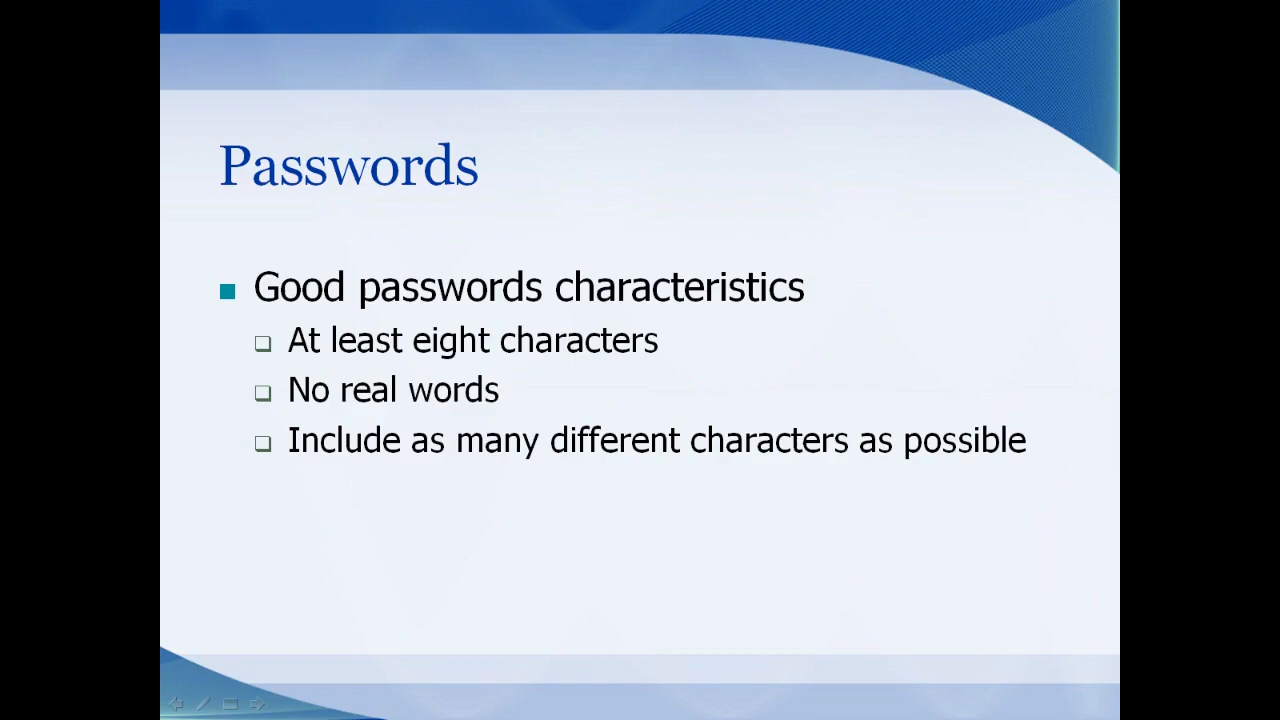 Passwords
Good passwords characteristics
At least eight characters
No real words
Include as many different characters as possible